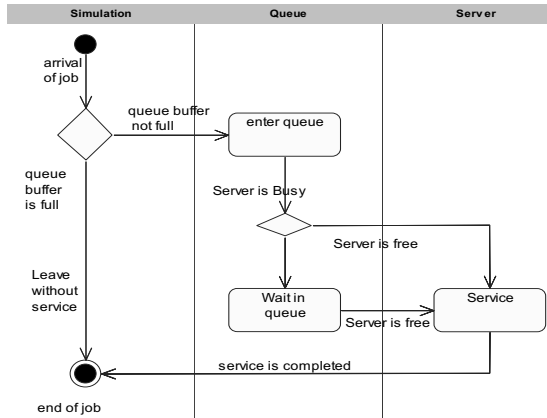 Simulation
Queue
Server
arrival
of job
queue buffer
not full
enter queue
queue
buffer
is full
Server is Busy
Server is free
Leave
without
service
Wait in
queue
Service
Server is free
service is completed
end of job